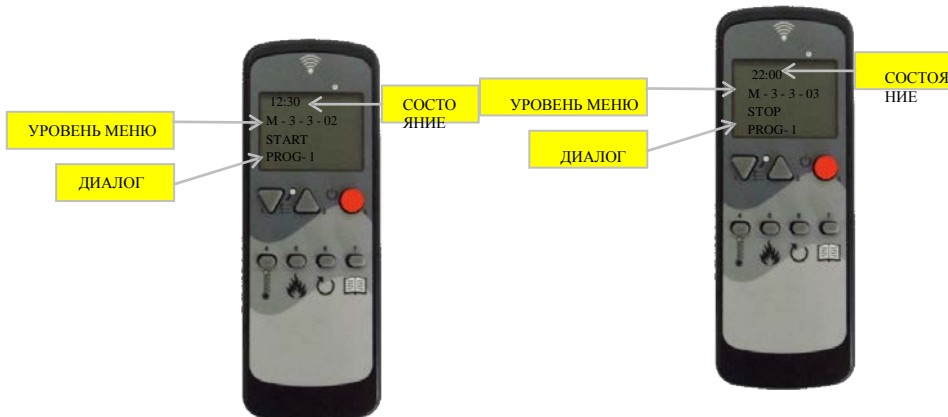 12:30
M - 3 - 3 - 02
START
PROG- 1
УРОВЕНЬ МЕНЮ
СОСТО
ЯНИЕ
ДИАЛОГ
22:00
M - 3 - 3 - 03
STOP
PROG- 1
УРОВЕНЬ МЕНЮ
СОСТОЯ
НИЕ
ДИАЛОГ